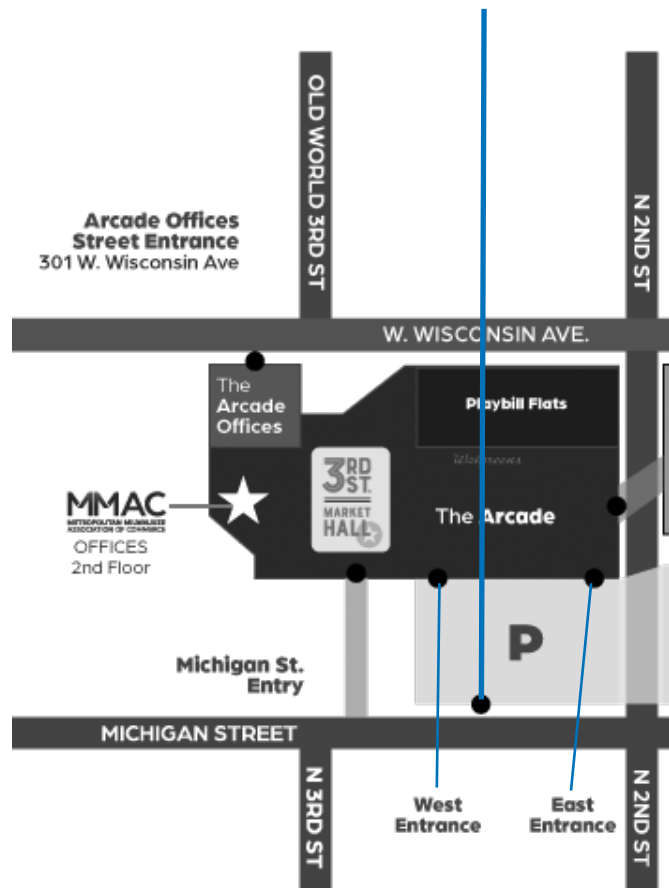 OLD WORLD 3RD ST
N 2ND ST
Arcade Offices
Street Entrance
301 W. Wisconsin Ave
W. WISCONSIN AVE.
The
Arcade
Offices
Playbill Flats
Walgreens
3RD
ST.
MARKET
HALL
The Arcade
MMAC
METROPOLITAN MILWAUKEE
ASSOCIATION OF COMMERCE
OFFICES
2nd Floor
P
Michigan St.
Entry
MICHIGAN STREET
N 3RD ST
West
Entrance
East
Entrance
N 2ND ST